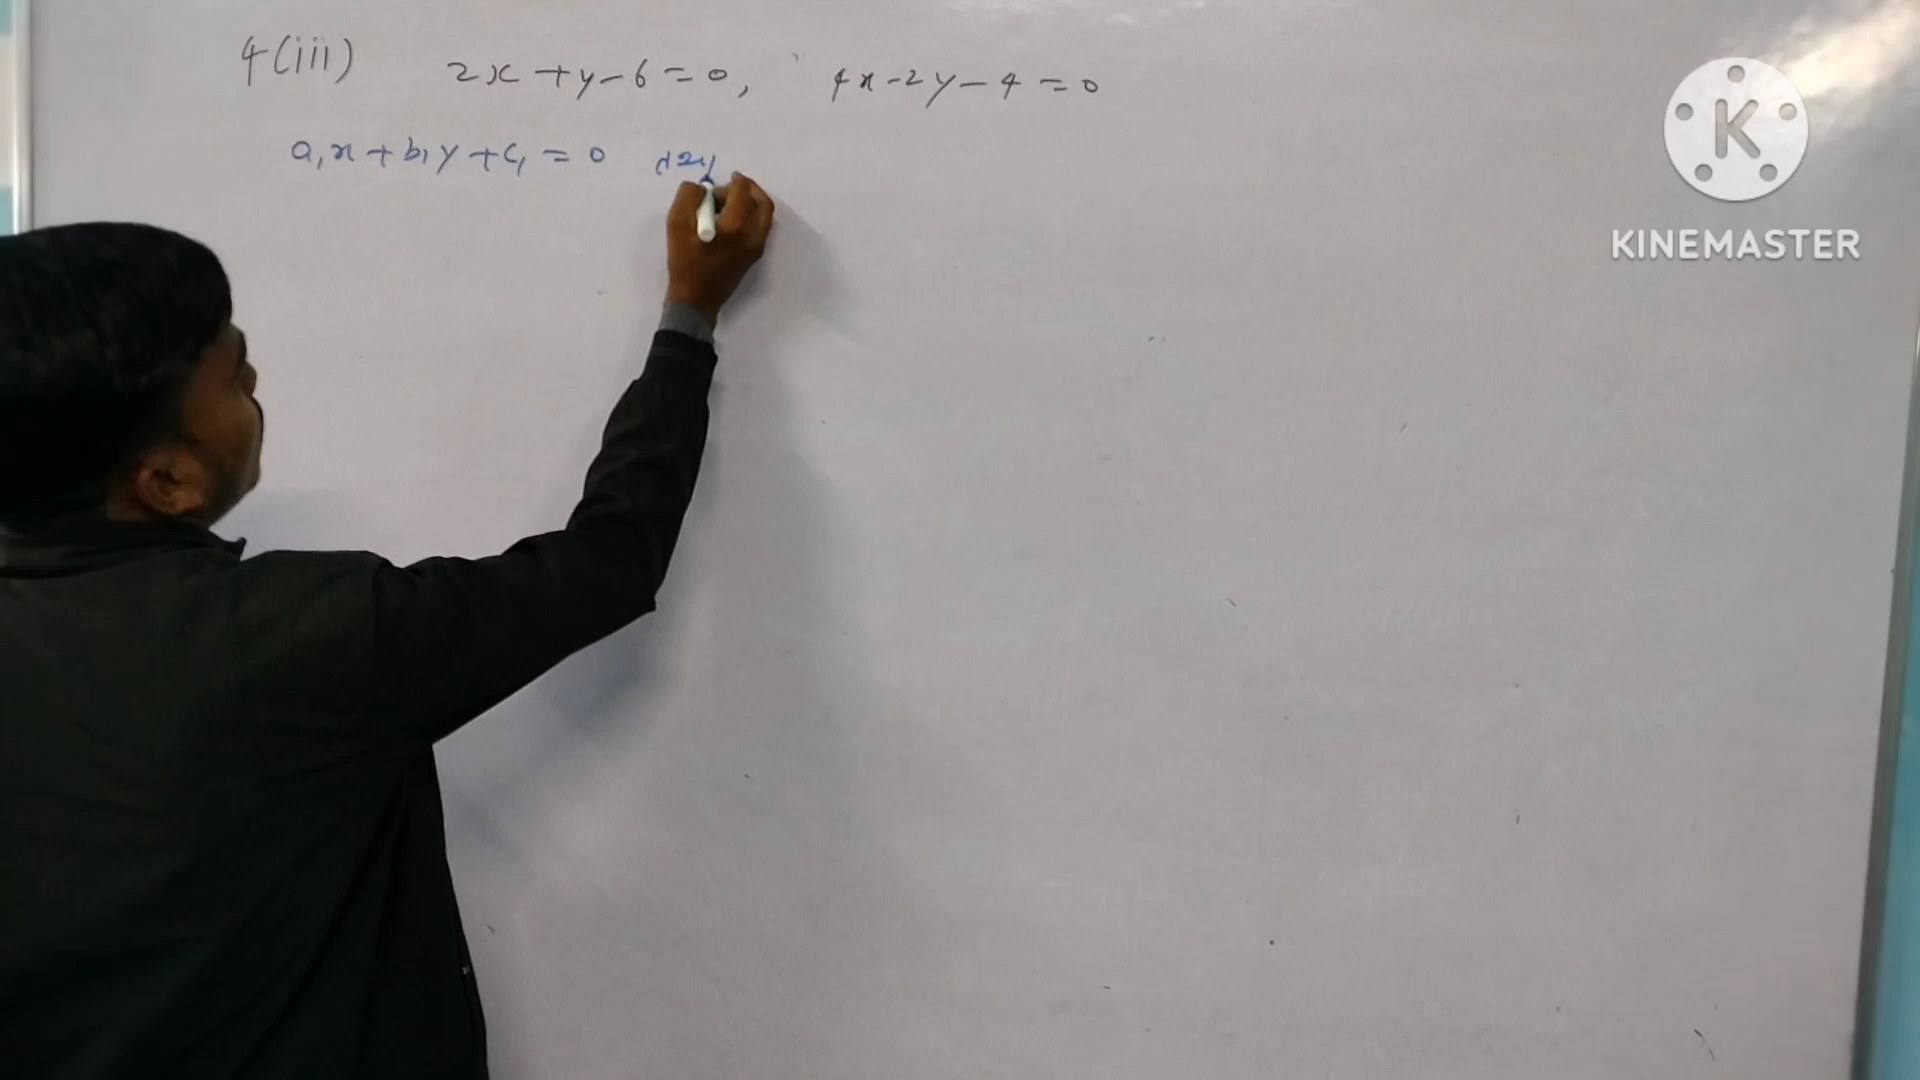 4(iii) 2x+y-6=0, 4x-2y-4=0
a₁x+b₁y+c₁=0
KINEMASTER